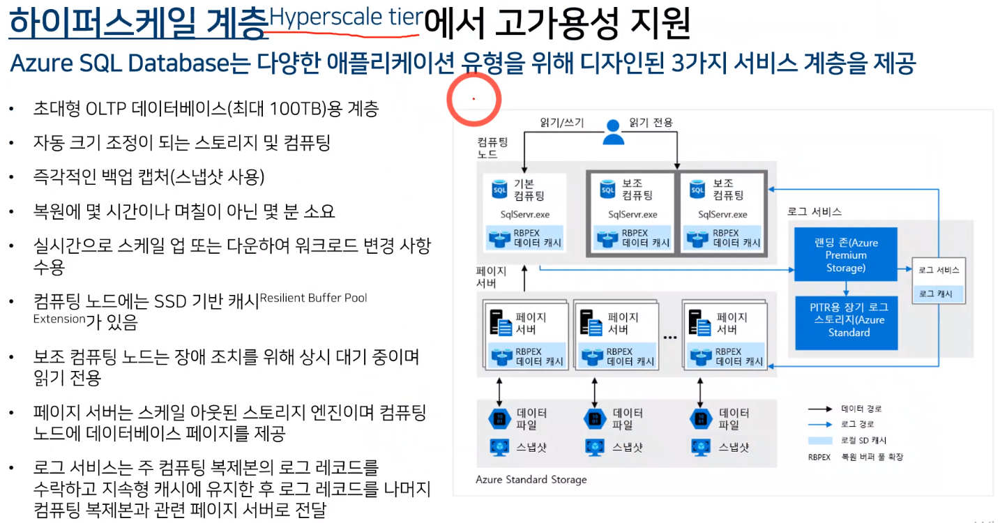 하이퍼스케일 계층Hyperscale tier에서 고가용성 지원
Azure SQL Database는 다양한 애플리케이션 유형을 위해 디자인된 3가지 서비스 계층을 제공
• 초대형 OLTP 데이터베이스(최대 100TB)용 계층
• 자동 크기 조정이 되는 스토리지 및 컴퓨팅
• 즉각적인 백업 캡처(스냅샷 사용)
• 복원에 몇 시간이나 며칠이 아닌 몇 분 소요
• 실시간으로 스케일 업 또는 다운하여 워크로드 변경 사항
수용
• 컴퓨팅 노드에는 SSD 기반 캐시Resilient Buffer Pool
Extension가 있음
• 보조 컴퓨팅 노드는 장애 조치를 위해 상시 대기 중이며
읽기 전용
• 페이지 서버는 스케일 아웃된 스토리지 엔진이며 컴퓨팅
노드에 데이터베이스 페이지를 제공
• 로그 서비스는 주 컴퓨팅 복제본의 로그 레코드를
수락하고 지속형 캐시에 유지한 후 로그 레코드를 나머지
컴퓨팅 복제본과 관련 페이지 서버로 전달
읽기/쓰기
읽기 전용
컴퓨팅
노드
SQL
기본
컴퓨팅
SqlServr.exe
RBPEX
데이터 캐시
SQL
보조
컴퓨팅
SqlServr.exe
RBPEX
데이터 캐시
SQL
보조
컴퓨팅
SqlServr.exe
RBPEX
데이터 캐시
로그 서비스
랜딩 존(Azure
Premium
Storage)
로그 서비스
로그 캐시
PITR용 장기 로그
스토리지(Azure
Standard
페이지
서버
페이지
서버
RBPEX
데이터 캐시
페이지
서버
RBPEX
데이터 캐시
...
페이지
서버
RBPEX
데이터 캐시
10
01
데이터
파일
스냅샷
10
01
데이터
파일
스냅샷
10
01
데이터
파일
스냅샷
Azure Standard Storage
데이터 경로
로그 경로
로컬 SD 캐시
RBPEX 복원 버퍼 풀 확장